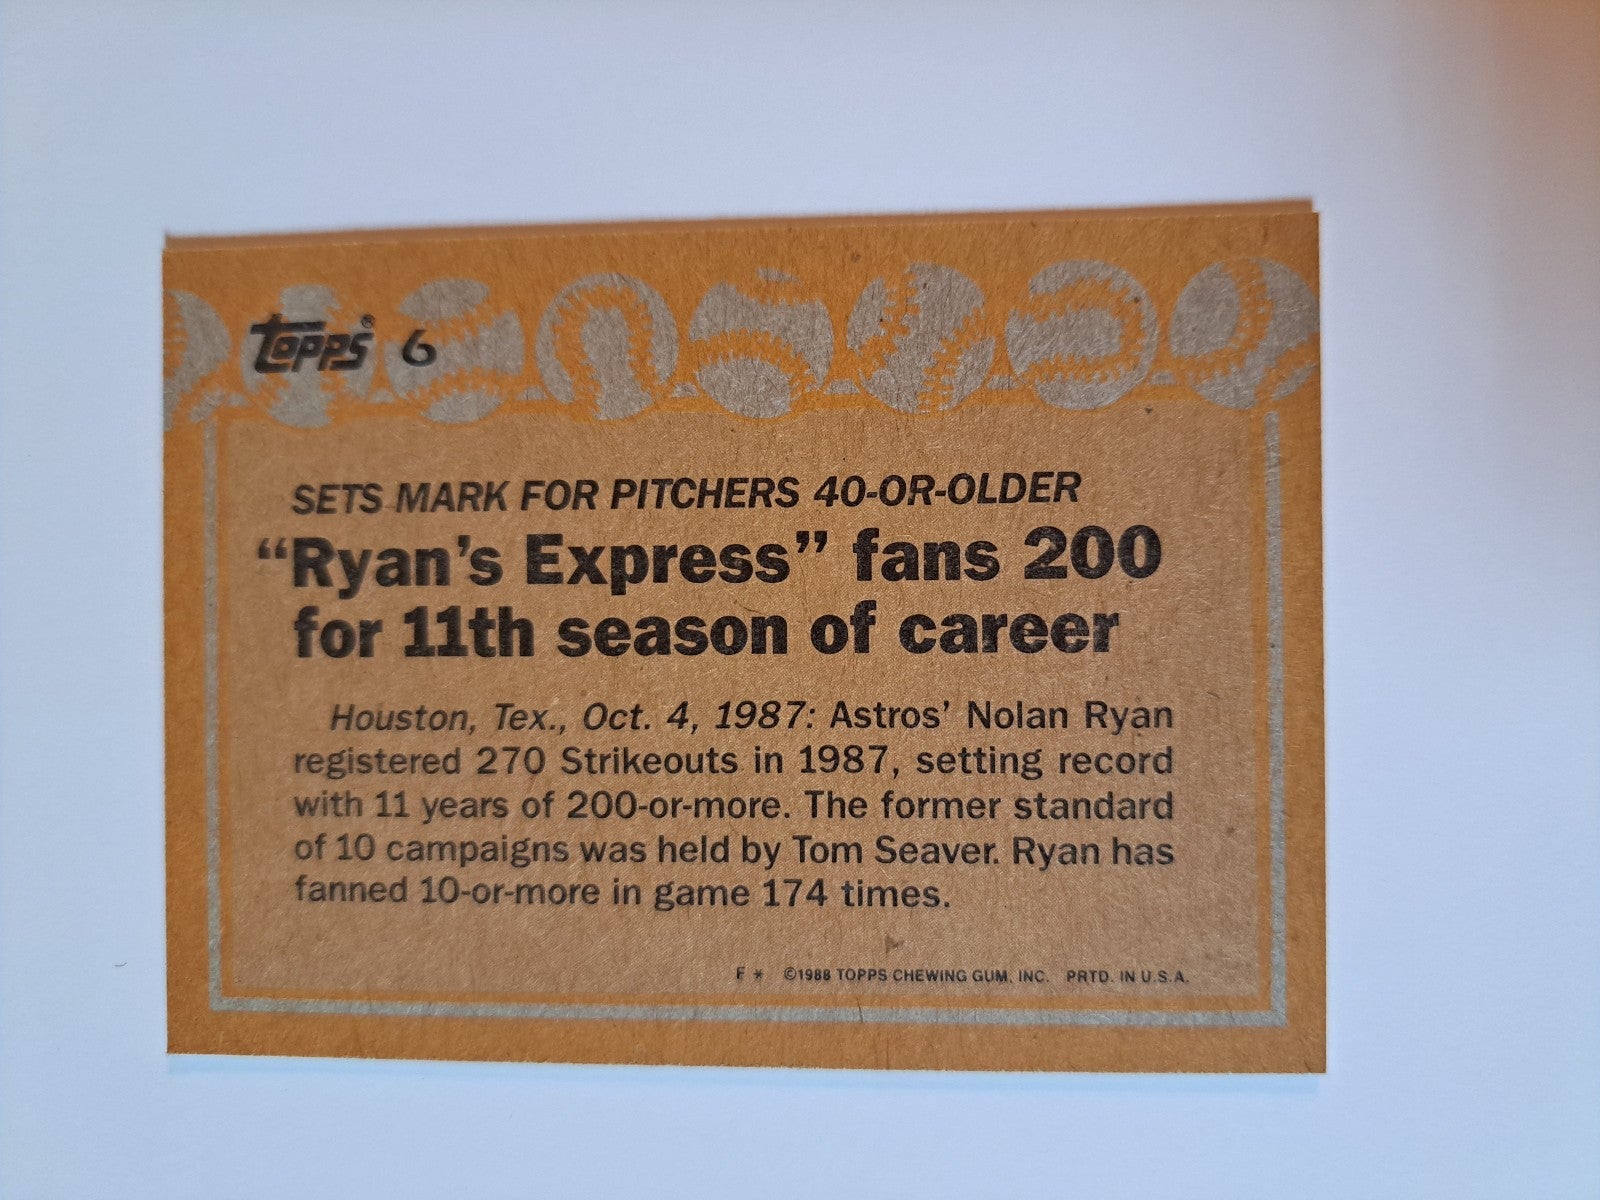 Topps® 6
SETS MARK FOR PITCHERS 40-OR-OLDER
“Ryan’s Express” fans 200
for 11th season of career
Houston, Tex., Oct. 4, 1987: Astros’ Nolan Ryan
registered 270 Strikeouts in 1987, setting record
with 11 years of 200-or-more. The former standard
of 10 campaigns was held by Tom Seaver. Ryan has
fanned 10-or-more in game 174 times.
F * ©1988 TOPPS CHEWING GUM, INC. PRTD. IN U.S.A.